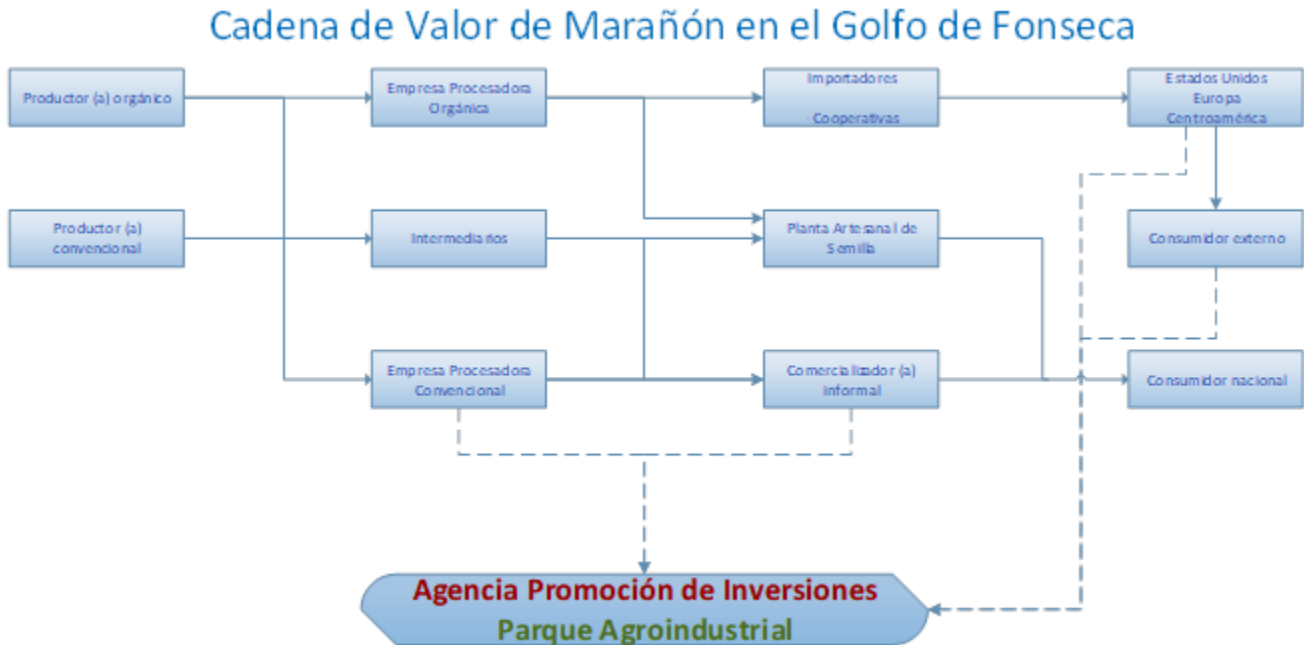 Cadena de Valor de Marañón en el Golfo de Fonseca
Productor (a) orgánico
Empresa Procesadora
Orgánica
Importadores
Cooperativas
Estados Unidos
Europa
Centroamérica
Productor (a)
convencional
Intermediarios
Planta Artesanal de
Semilla
Consumidor externo
Empresa Procesadora
Convencional
Comercializador (a)
Informal
Consumidor nacional
Agencia Promoción de Inversiones
Parque Agroindustrial